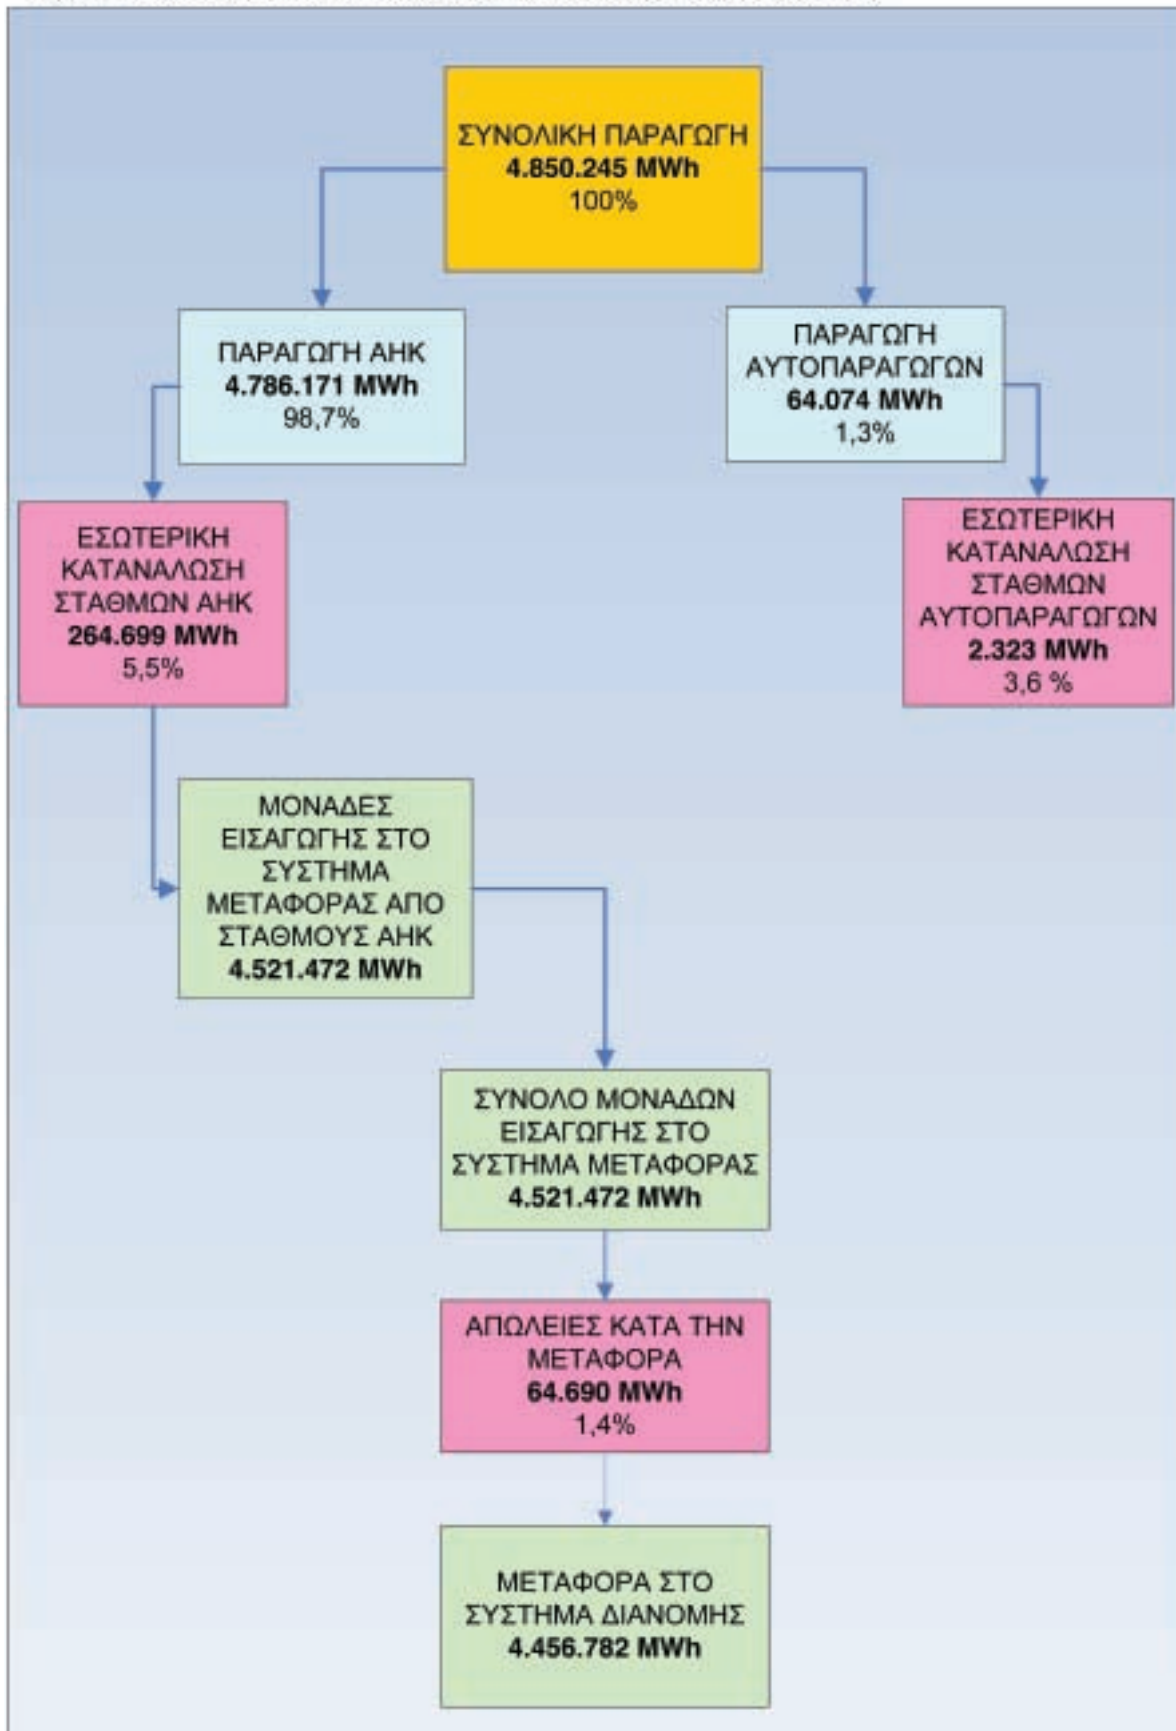 ΣΥΝΟΛΙΚΗ ΠΑΡΑΓΩΓΗ
4.850.245 MWh
100%
ΠΑΡΑΓΩΓΗ ΑΗΚ
4.786.171 MWh
98,7%
ΠΑΡΑΓΩΓΗ
ΑΥΤΟΠΑΡΑΓΩΓΩΝ
64.074 MWh
1,3%
ΕΣΩΤΕΡΙΚΗ
ΚΑΤΑΝΑΛΩΣΗ
ΣΤΑΘΜΩΝ ΑΗΚ
264.699 MWh
5,5%
ΕΣΩΤΕΡΙΚΗ
ΚΑΤΑΝΑΛΩΣΗ
ΣΤΑΘΜΩΝ
ΑΥΤΟΠΑΡΑΓΩΓΩΝ
2.323 MWh
3,6 %
ΜΟΝΑΔΕΣ
ΕΙΣΑΓΩΓΗΣ ΣΤΟ
ΣΥΣΤΗΜΑ
ΜΕΤΑΦΟΡΑΣ ΑΠΟ
ΣΤΑΘΜΟΥΣ ΑΗΚ
4.521.472 MWh
ΣΥΝΟΛΟ ΜΟΝΑΔΩΝ
ΕΙΣΑΓΩΓΗΣ ΣΤΟ
ΣΥΣΤΗΜΑ ΜΕΤΑΦΟΡΑΣ
4.521.472 MWh
ΑΠΩΛΕΙΕΣ ΚΑΤΑ ΤΗΝ
ΜΕΤΑΦΟΡΑ
64.690 MWh
1,4%
ΜΕΤΑΦΟΡΑ ΣΤΟ
ΣΥΣΤΗΜΑ ΔΙΑΝΟΜΗΣ
4.456.782 MWh